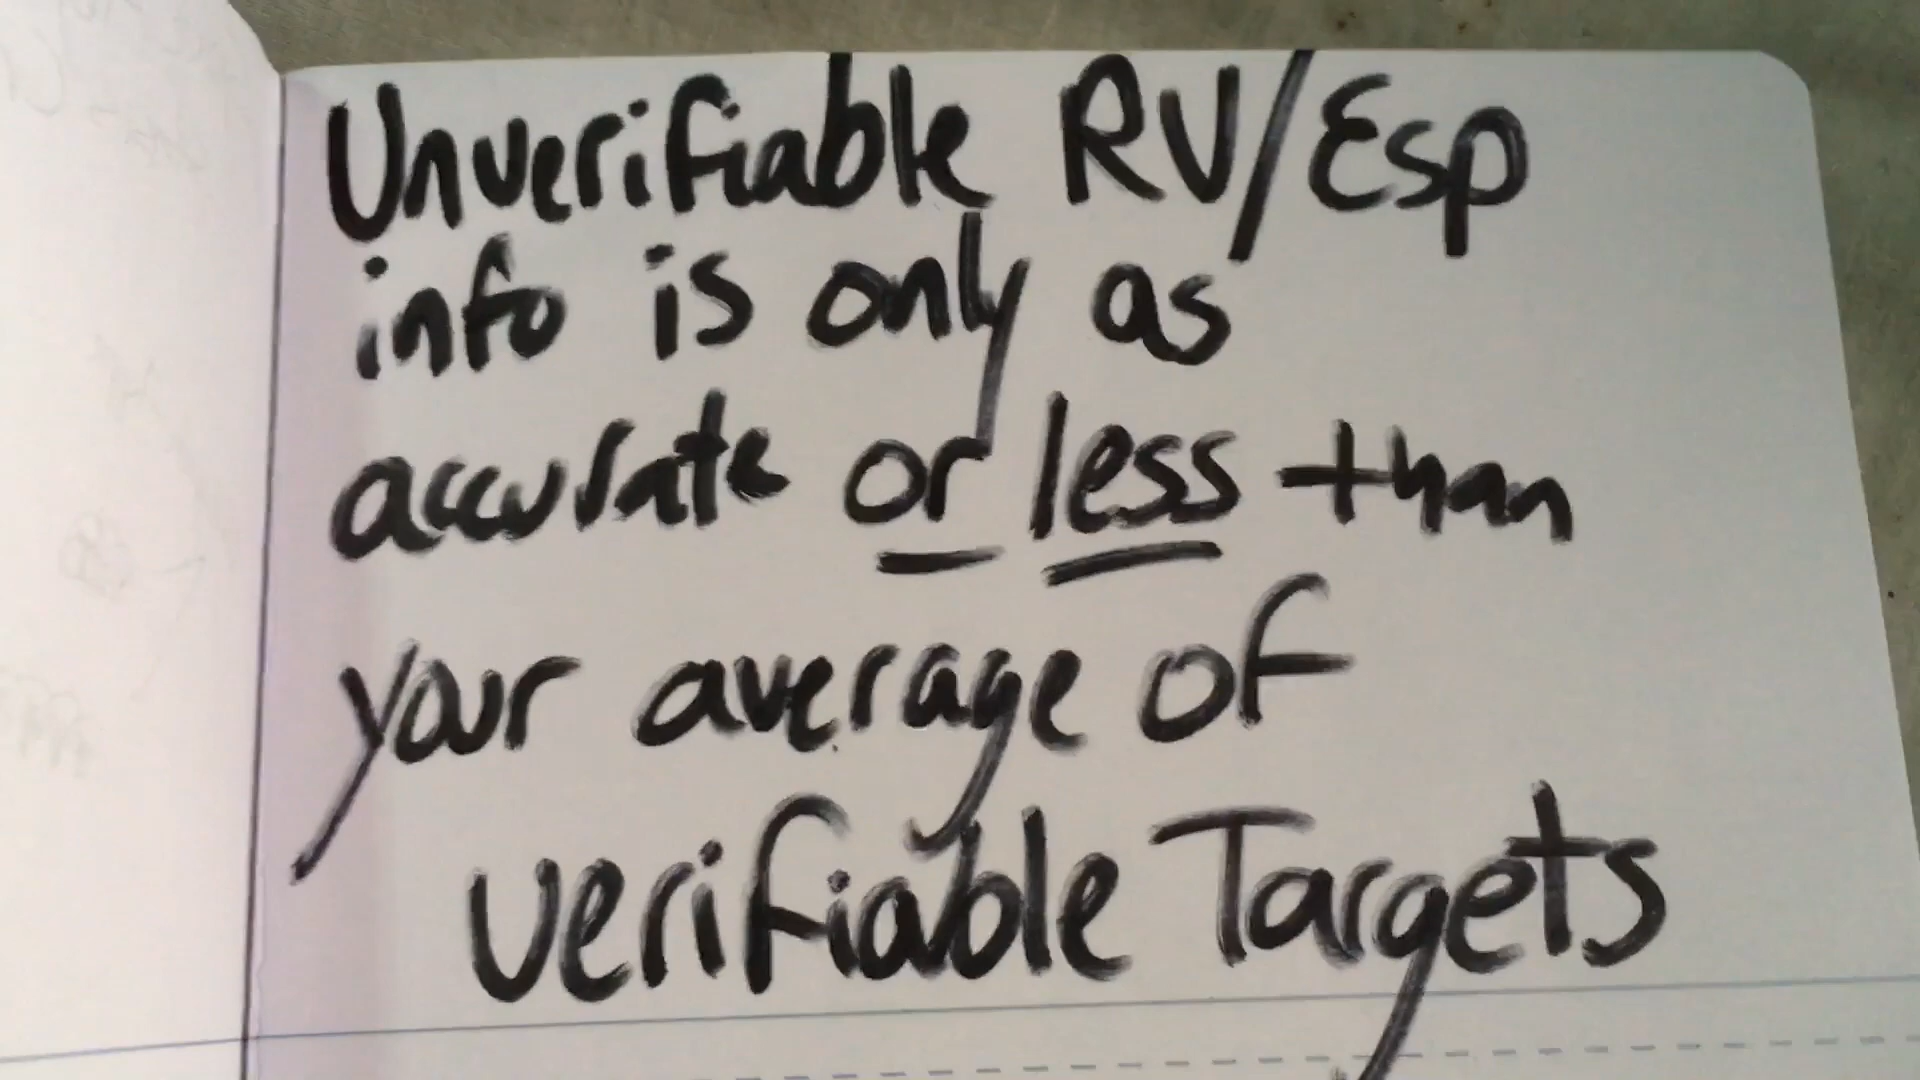 Unverifiable RV/Esp
info is only as
accurate or less than
your average of
verifiable Targets